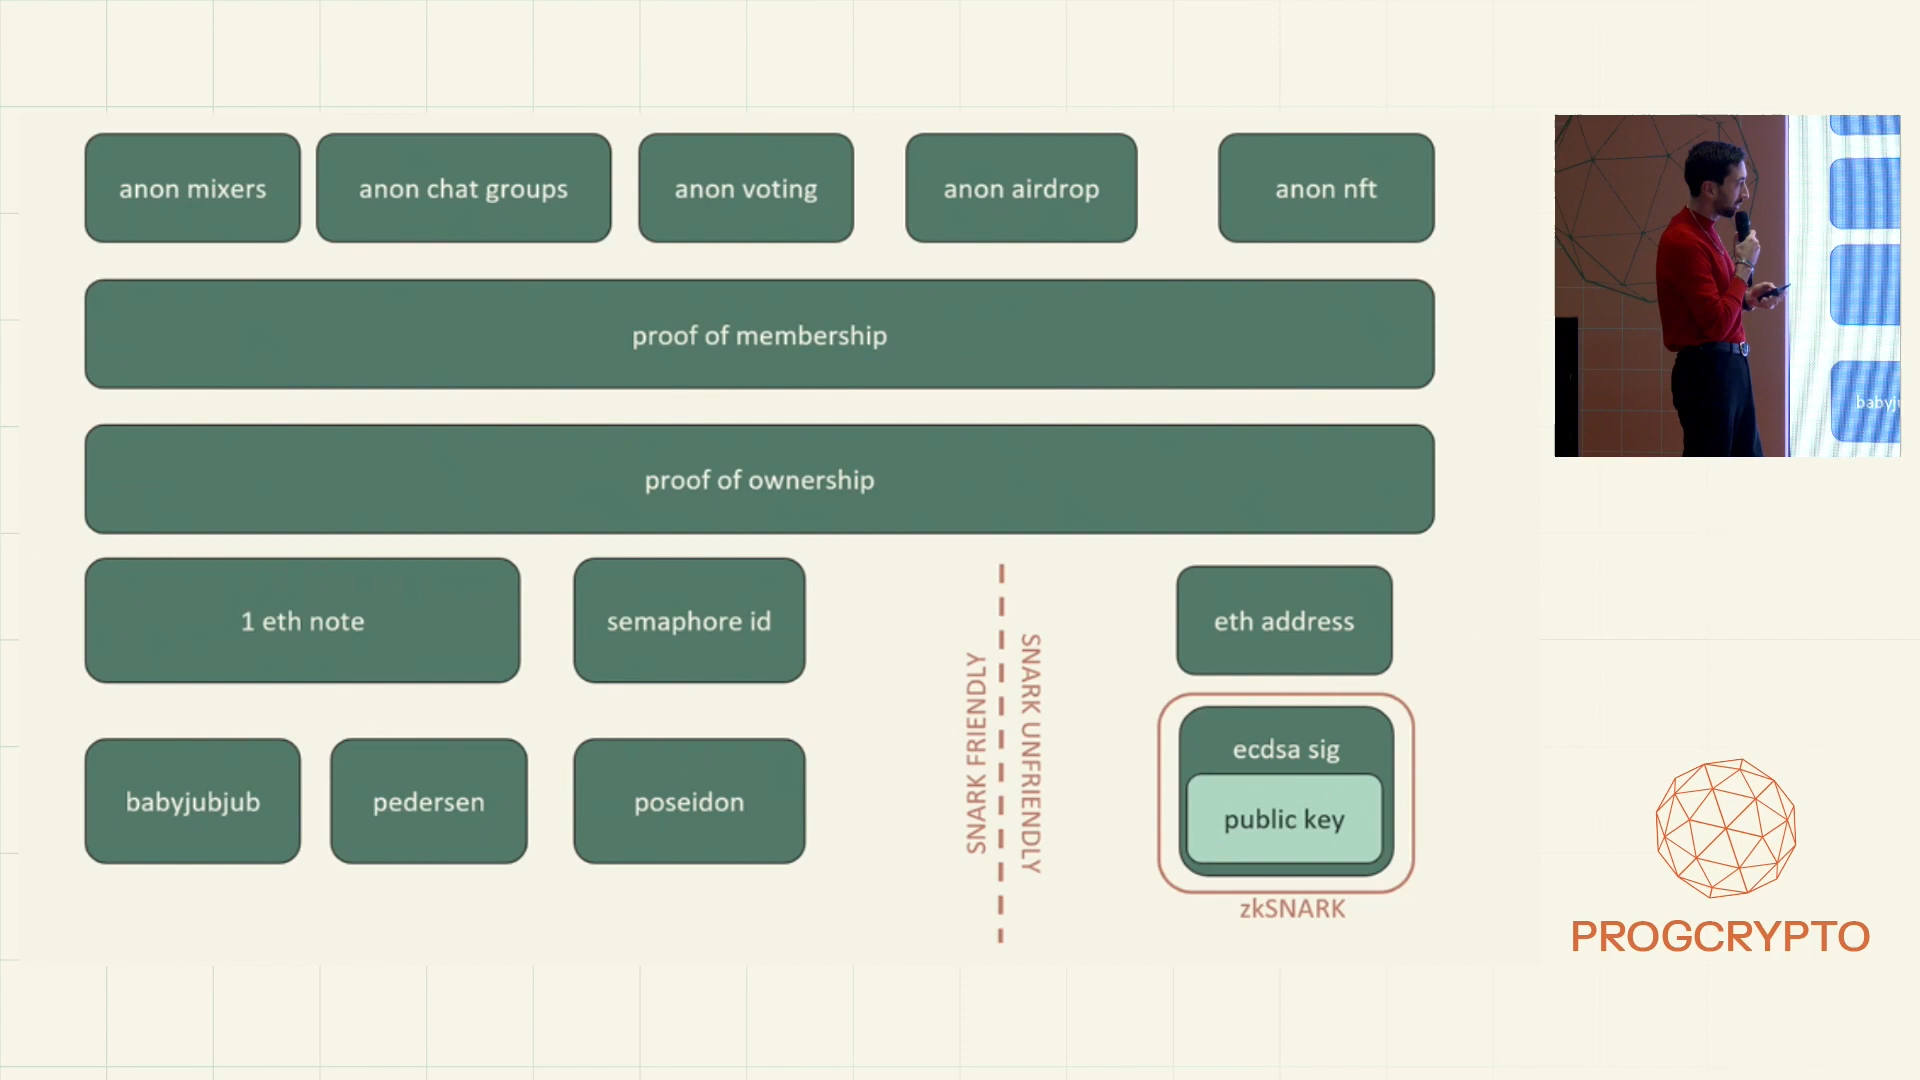 anon mixers
anon chat groups
anon voting
anon airdrop
anon nft
proof of membership
proof of ownership
1 eth note
semaphore id
eth address
SNARK FRIENDLY
SNARK UNFRIENDLY
babyjubjub
pedersen
poseidon
ecdsa sig
public key
zkSNARK
PROGCRYPTO